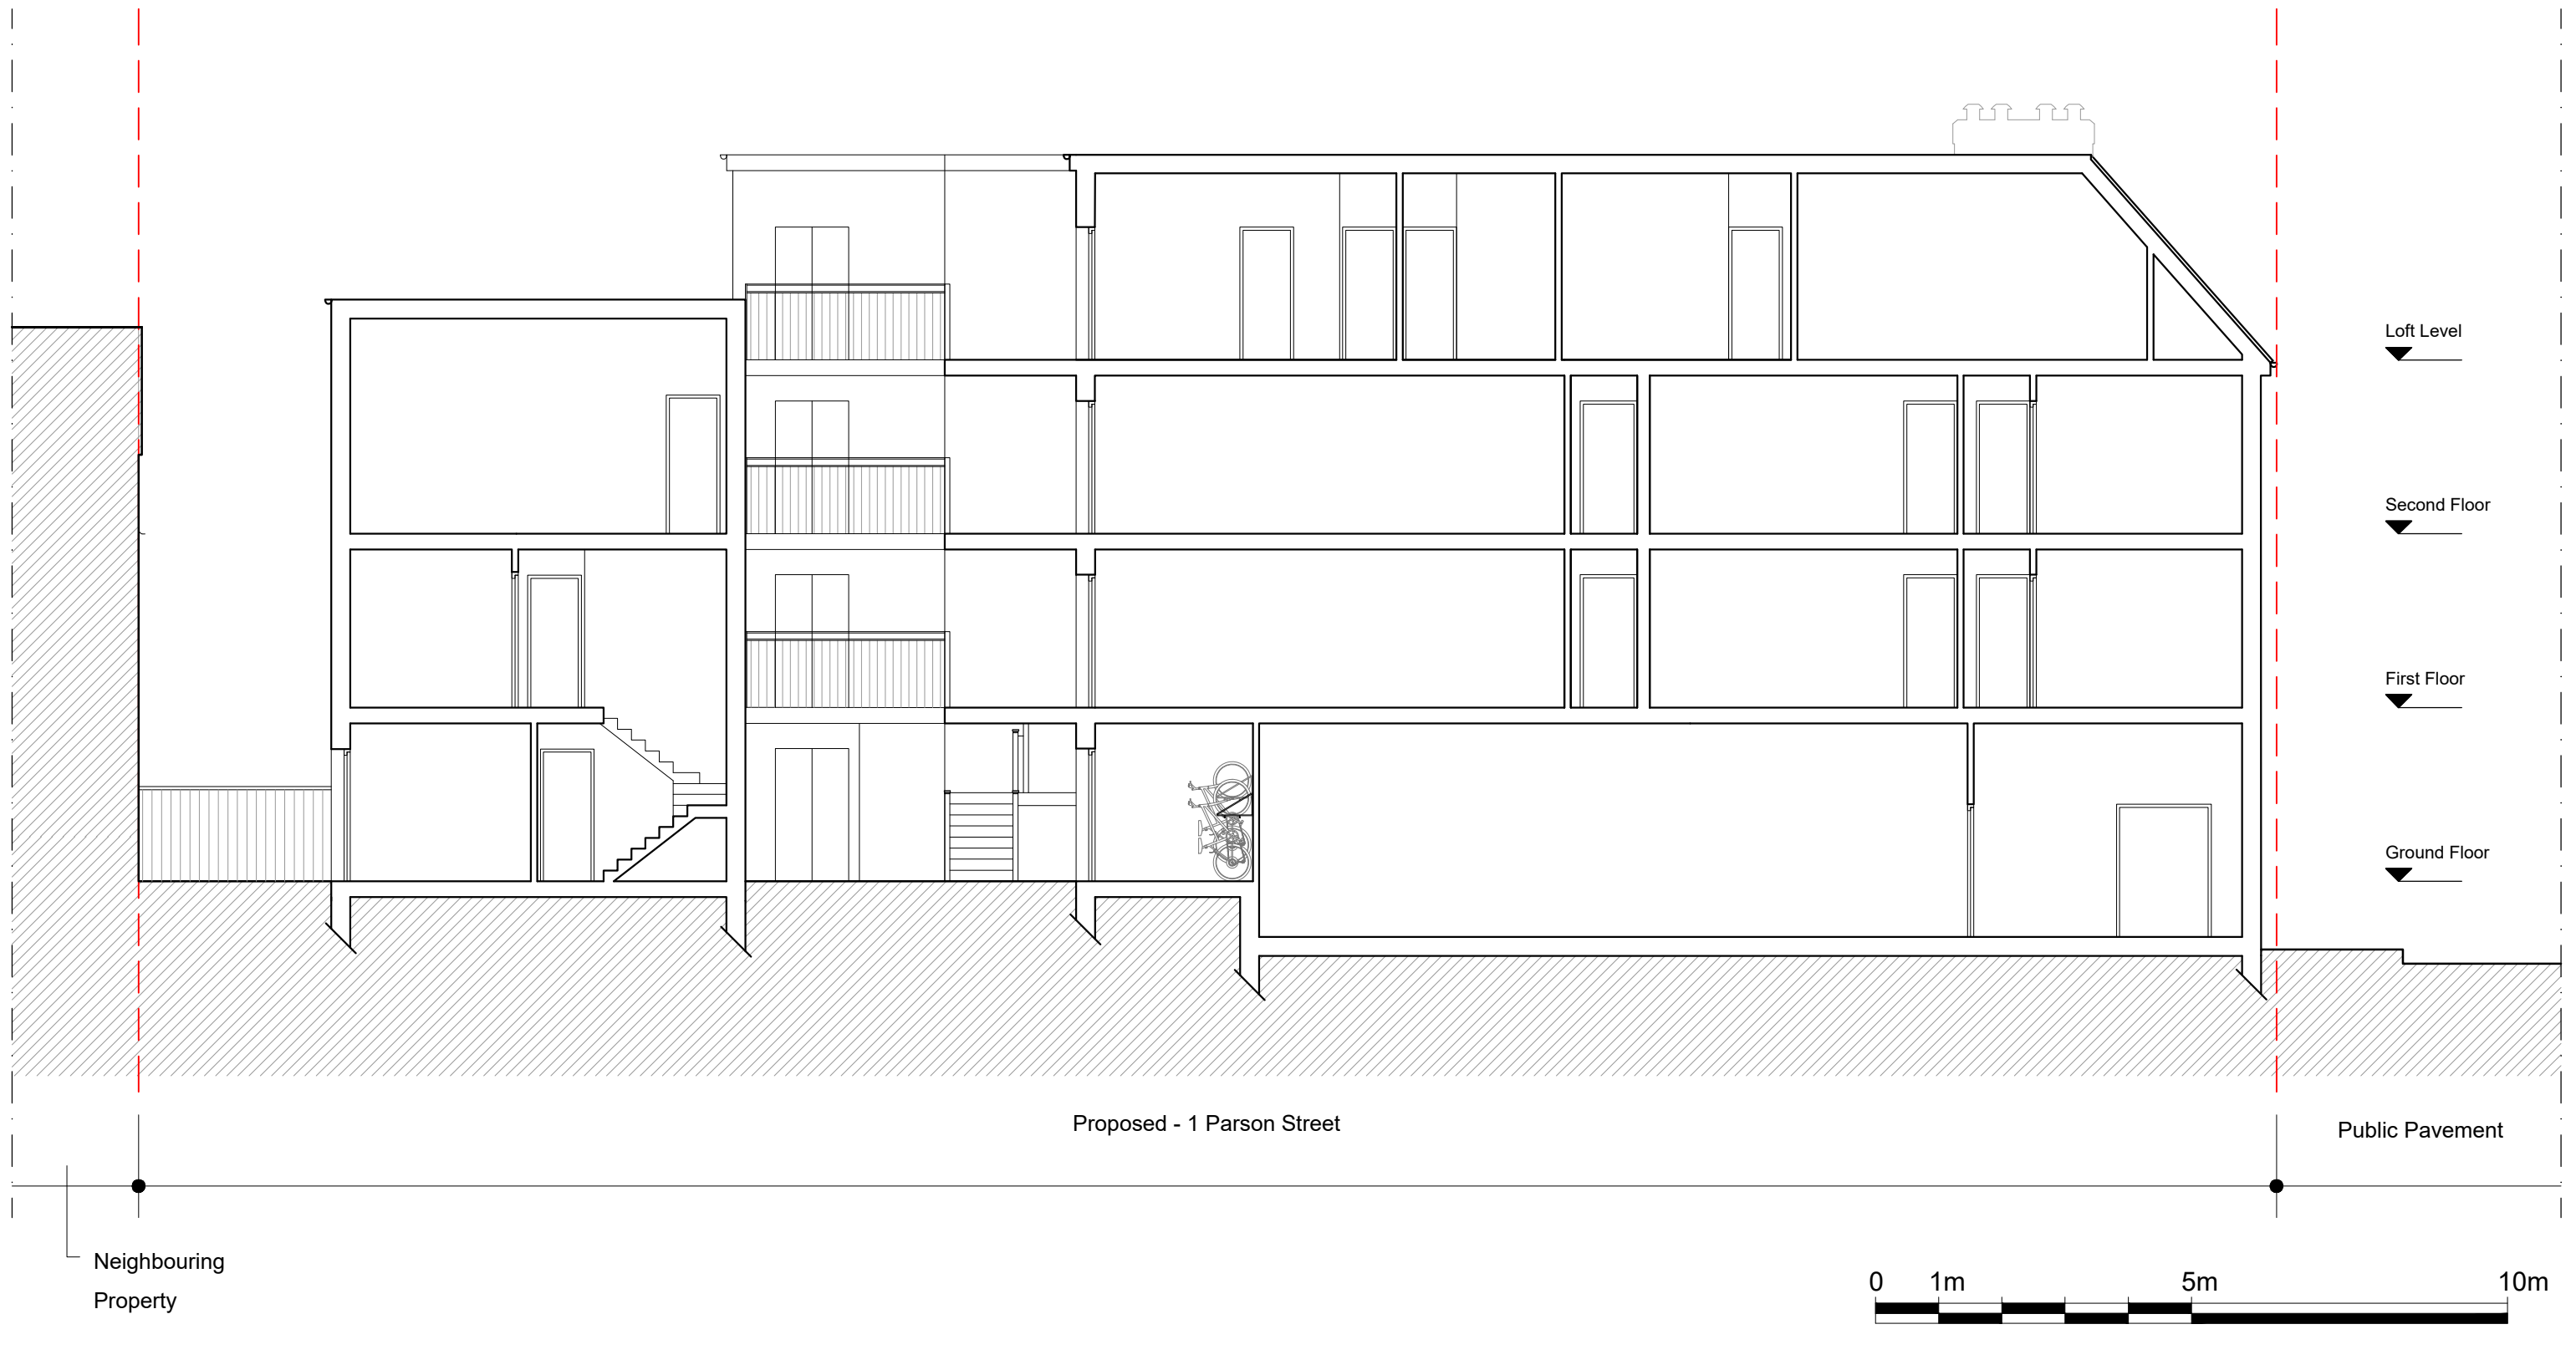 Loft Level
Second Floor
First Floor
Ground Floor
Proposed - 1 Parson Street
Public Pavement
Neighbouring
Property
0 1m 5m 10m